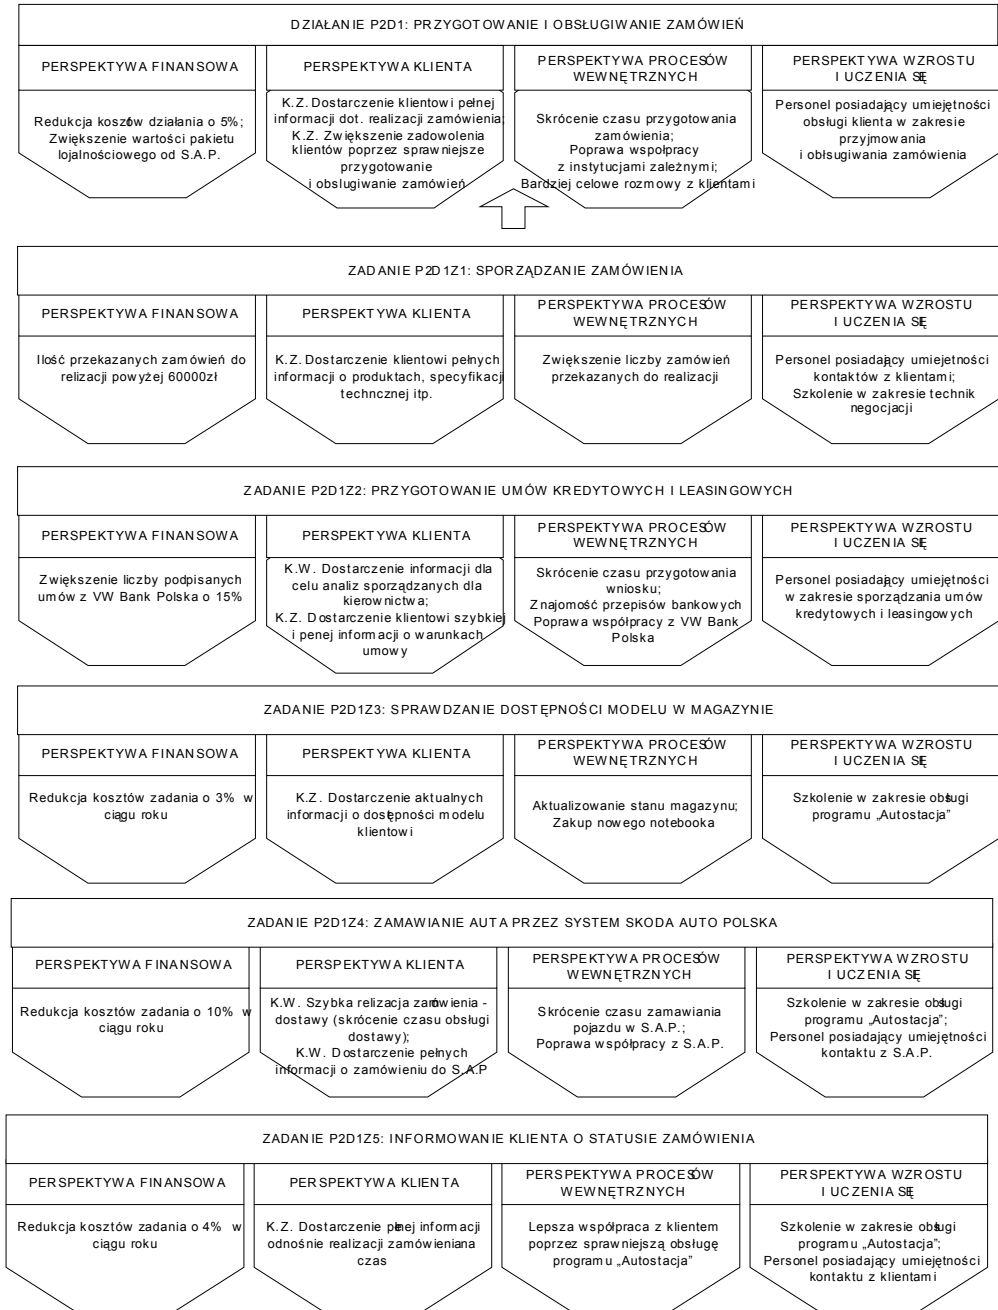 DZIAŁANIE P2D1: PRZYGOTOWANIE I OBSŁUGIWANIE ZAMÓWIEŃ
PERSPEKTYWA FINANSOWA
Redukcja kosztów działania o 5%;
Zwiększenie wartości pakietu
lojalnościowego od S.A.P.
PERSPEKTYWA KLIENTA
K.Z. Dostarczenie klientowi pełnej
informacji dot. realizacji zamówienia;
K.Z. Zwiększenie zadowolenia
klientów poprzez sprawniejsze
przygotowanie
i obslugiwanie zamówień
PERSPEKTYWA PROCESÓW
WEWNĘTRZNYCH
Skrócenie czasu przygotowania
zamówienia;
Poprawa wspołpracy
z instytucjami zależnymi;
Bardziej celowe rozmowy z klientami
PERSPEKTYWA WZROSTU
I UCZENIA SIĘ
Personel posiadający umiejętności
obsługi klienta w zakresie
przyjmowania
i obłsugiwania zamówienia
ZADANIE P2D1Z1: SPORZĄDZANIE ZAMÓWIENIA
PERSPEKTYWA FINANSOWA
Ilość przekazanych zamówień do
relizacji powyżej 60000zł
PERSPEKTYWA KLIENTA
K.Z. Dostarczenie klientowi pełnych
informacji o produktach, specyfikacji
techncznej itp.
PERSPEKTYWA PROCESÓW
WEWNĘTRZNYCH
Zwiększenie liczby zamówień
przekazanych do realizacji
PERSPEKTYWA WZROSTU
I UCZENIA SIĘ
Personel posiadający umiejetności
kontaktów z klientami;
Szkolenie w zakresie technik
negocjacji
ZADANIE P2D1Z2: PRZYGOTOWANIE UMÓW KREDYTOWYCH I LEASINGOWYCH
PERSPEKTYWA FINANSOWA
Zwiększenie liczby podpisanych
umów z VW Bank Polska o 15%
PERSPEKTYWA KLIENTA
K.W. Dostarczenie informacji dla
celu analiz sporządzanych dla
kierownictwa;
K.Z. Dostarczenie klientowi szybkiej
i penej informacji o warunkach
umowy
PERSPEKTYWA PROCESÓW
WEWNĘTRZNYCH
Skrócenie czasu przygotowania
wniosku;
Znajomość przepisów bankowych
Poprawa współpracy z VW Bank
Polska
PERSPEKTYWA WZROSTU
I UCZENIA SIĘ
Personel posiadający umiejętności
w zakresie sporządzania umów
kredytowych i leasingowych
ZADANIE P2D1Z3: SPRAWDZANIE DOSTĘPNOŚCI MODELU W MAGAZYNIE
PERSPEKTYWA FINANSOWA
Redukcja kosztów zadania o 3% w
ciągu roku
PERSPEKTYWA KLIENTA
K.Z. Dostarczenie aktualnych
informacji o dostępności modelu
klientowi
PERSPEKTYWA PROCESÓW
WEWNĘTRZNYCH
Aktualizowanie stanu magazynu;
Zakup nowego notebooka
PERSPEKTYWA WZROSTU
I UCZENIA SIĘ
Szkolenie w zakresie obsługi
programu „Autostacja”
ZADANIE P2D1Z4: ZAMAWIANIE AUTA PRZEZ SYSTEM SKODA AUTO POLSKA
PERSPEKTYWA FINANSOWA
Redukcja kosztów zadania o 10% w
ciągu roku
PERSPEKTYWA KLIENTA
K.W. Szybka relizacja zamówienia -
dostawy (skrócenie czasu obsługi
dostawy);
K.W. Dostarczenie pełnych
informacji o zamówieniu do S.A.P
PERSPEKTYWA PROCESÓW
WEWNĘTRZNYCH
Skrócenie czasu zamawiania
pojazdu w S.A.P.;
Poprawa współpracy z S.A.P.
PERSPEKTYWA WZROSTU
I UCZENIA SIĘ
Szkolenie w zakresie obsługi
programu „Autostacja”;
Personel posiadający umiejętności
kontaktu z S.A.P.
ZADANIE P2D1Z5: INFORMOWANIE KLIENTA O STATUSIE ZAMÓWIENIA
PERSPEKTYWA FINANSOWA
Redukcja kosztów zadania o 4% w
ciągu roku
PERSPEKTYWA KLIENTA
K.Z. Dostarczenie pełnej informacji
odnośnie realizacji zamówieniana
czas
PERSPEKTYWA PROCESÓW
WEWNĘTRZNYCH
Lepsza współpraca z klientem
poprzez sprawniejszą obsługę
programu „Autostacja”
PERSPEKTYWA WZROSTU
I UCZENIA SIĘ
Szkolenie w zakresie obsługi
programu „Autostacja”;
Personel posiadający umiejętności
kontaktu z klientami